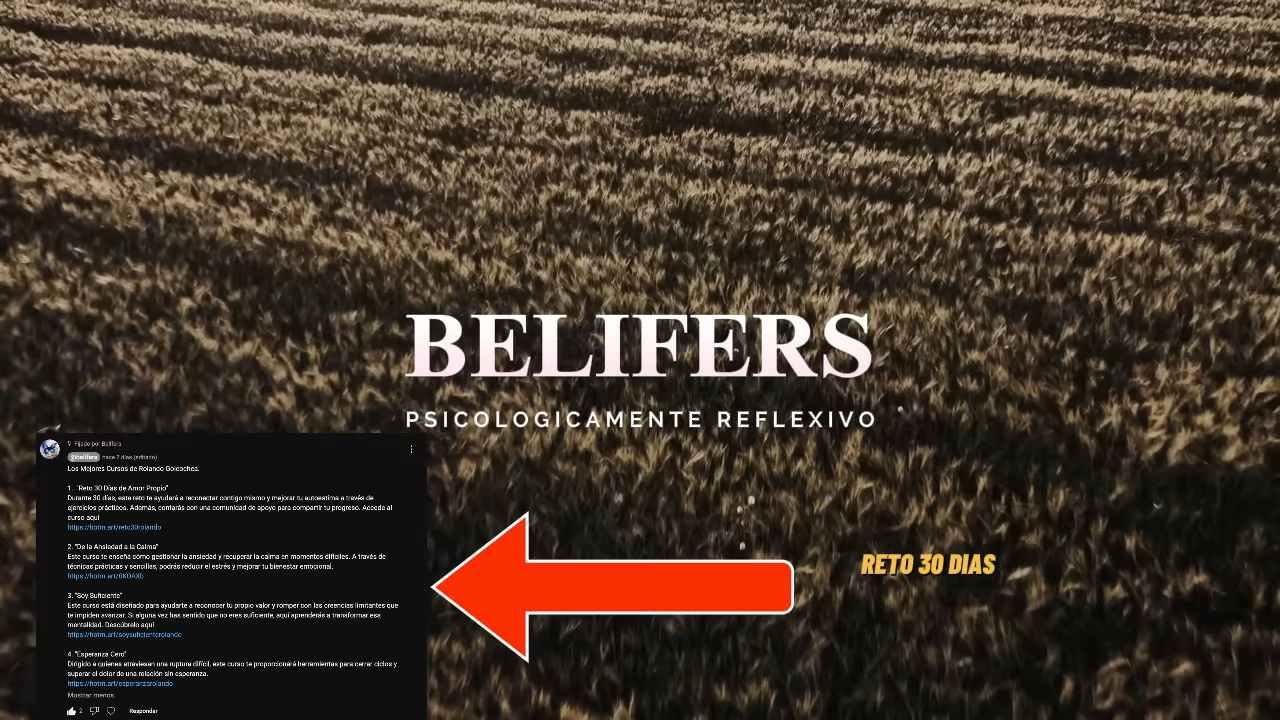 BELIFERS
PSICOLOGICAMENTE REFLEXIVO
Fijado por Belifers
@belifers hace 2 días (editado)
Los Mejores Cursos de Rolando Goicochea.
1. "Reto 30 Días de Amor Propio"
Durante 30 días, este reto te ayudará a reconectar contigo mismo y mejorar tu autoestima a través de
ejercicios prácticos. Además, contarás con una comunidad de apoyo para compartir tu progreso. Accede al
curso aquí
https://hotm.art/reto30rolando
2. "De la Ansiedad a la Calma"
Este curso te enseña cómo gestionar la ansiedad y recuperar la calma en momentos difíciles. A través de
técnicas prácticas y sencillas, podrás reducir el estrés y mejorar tu bienestar emocional.
https://hotm.art/0KOAXb
3. "Soy Suficiente"
Este curso está diseñado para ayudarte a reconocer tu propio valor y romper con las creencias limitantes que
te impiden avanzar. Si alguna vez has sentido que no eres suficiente, aquí aprenderás a transformar esa
mentalidad. Descúbrelo aquí
https://hotm.art/soysuficienterolando
4. "Esperanza Cero"
Dirigido a quienes atraviesan una ruptura difícil, este curso te proporcionará herramientas para cerrar ciclos y
superar el dolor de una relación sin esperanza.
https://hotm.art/esperanzarolando
Mostrar menos
2 Responder
RETO 30 DIAS